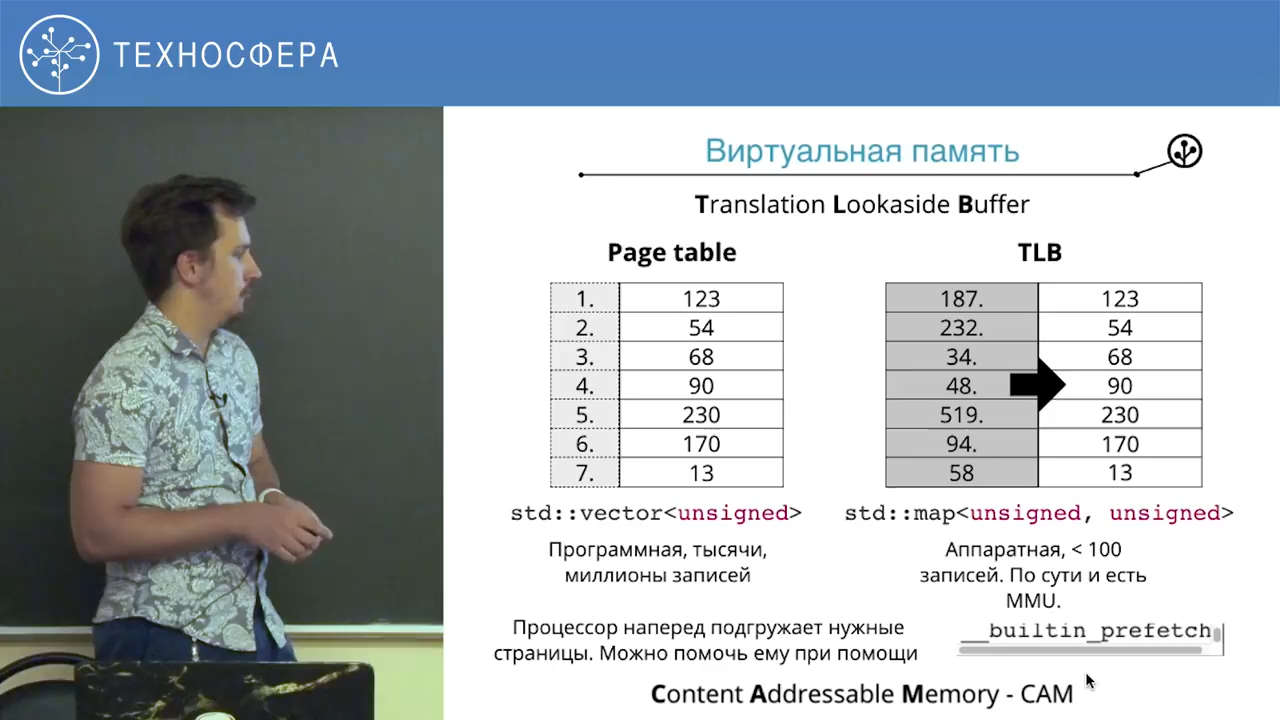 ТЕХНОСФЕРА
Виртуальная память
Translation Lookaside Buffer
Page table
1. 123
2. 54
3. 68
4. 90
5. 230
6. 170
7. 13
std::vector<unsigned>
Программная, тысячи,
миллионы записей
TLB
187. 123
232. 54
34. 68
48. 90
519. 230
94. 170
58 13
std::map<unsigned, unsigned>
Аппаратная, < 100
записей. По сути и есть
MMU.
Процессор наперед подгружает нужные
страницы. Можно помочь ему при помощи
__builtin_prefetch
Content Addressable Memory - CAM